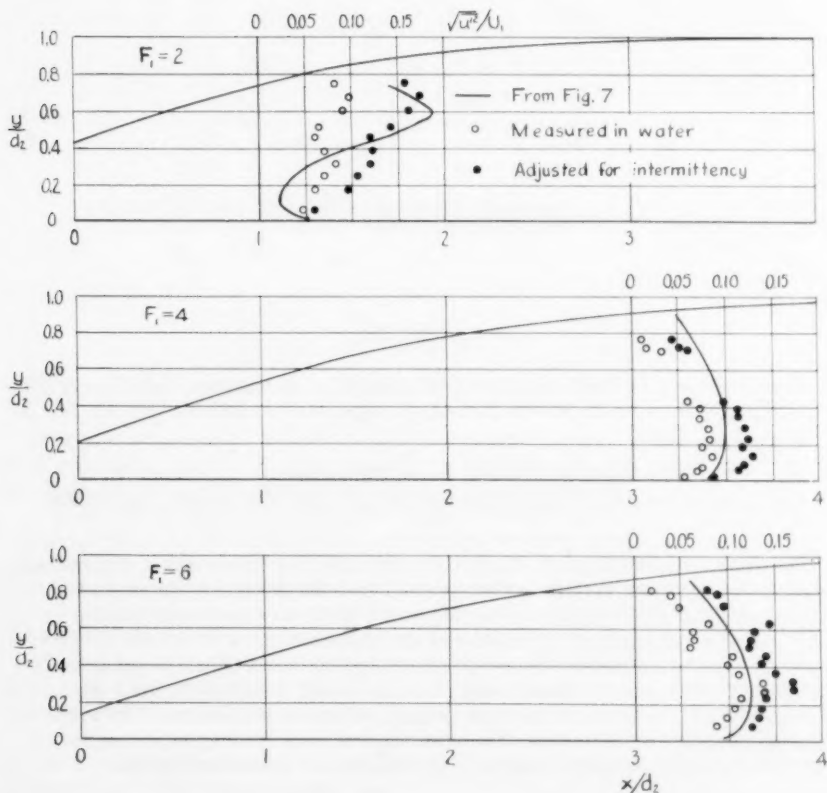 0 0.05 0.10 0.15 √u'²/U₁
1.0
F₁=2
0.8
— From Fig. 7
0.6
y/d₂
○ Measured in water
0.4
● Adjusted for intermittency
0.2
0
0 1 2 3
0 0.05 0.10 0.15
1.0
F₁=4
0.8
0.6
y/d₂
0.4
0.2
0
0 1 2 3 4
0 0.05 0.10 0.15
1.0
F₁=6
0.8
0.6
y/d₂
0.4
0.2
0
0 1 2 3 4
x/d₂